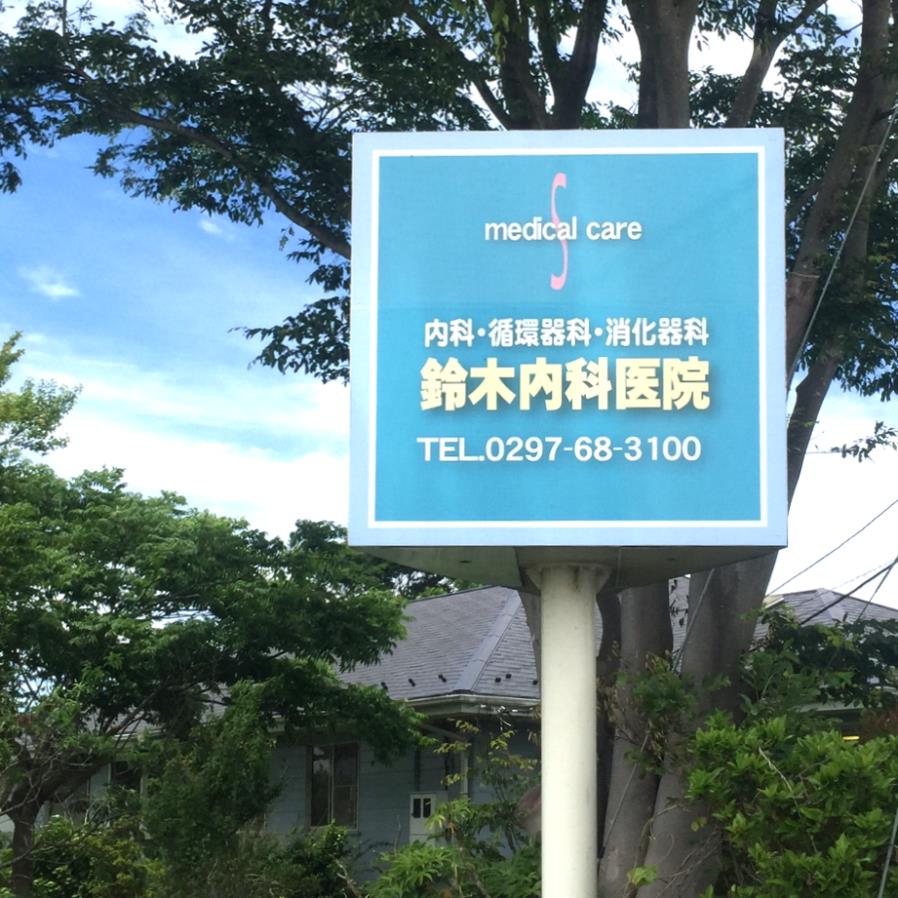 S
medical care
内科・循環器科・消化器科
鈴木内科医院
TEL.0297-68-3100